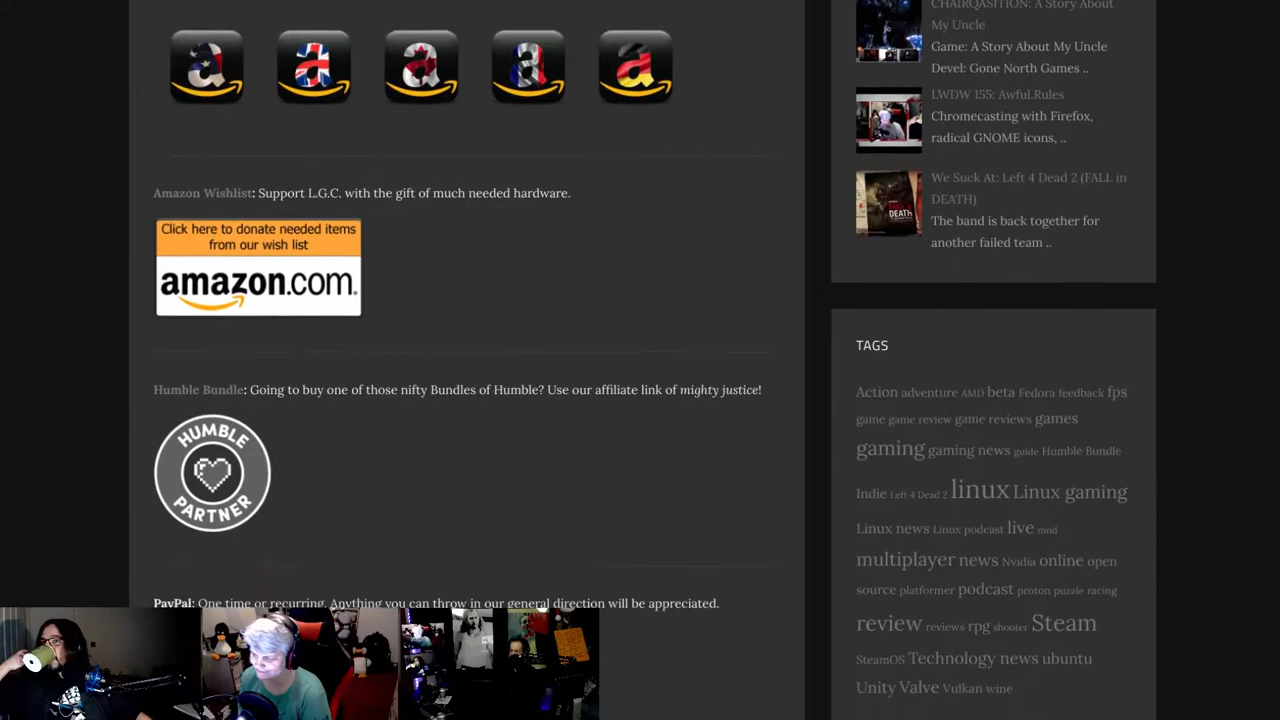 Amazon Wishlist: Support L.G.C. with the gift of much needed hardware.
Click here to donate needed items
from our wish list
amazon.com.
Humble Bundle: Going to buy one of those nifty Bundles of Humble? Use our affiliate link of mighty justice!
HUMBLE
PARTNER
PayPal: One time or recurring. Anything you can throw in our general direction will be appreciated.
CHAIRQASITION: A Story About
My Uncle
Game: A Story About My Uncle
Devel: Gone North Games ..
LWDW 155: Awful.Rules
Chromecasting with Firefox,
radical GNOME icons, ..
We Suck At: Left 4 Dead 2 (FALL in
DEATH)
The band is back together for
another failed team ..
DEATH
TAGS
Action adventure AMD beta Fedora feedback fps
game game review game reviews games
gaming gaming news guide Humble Bundle
Indie Left 4 Dead 2 linux Linux gaming
Linux news Linux podcast live mod
multiplayer news Nvidia online open
source platformer podcast proton puzzle racing
review reviews rpg shooter Steam
SteamOS Technology news ubuntu
Unity Valve Vulkan wine
a a a a a